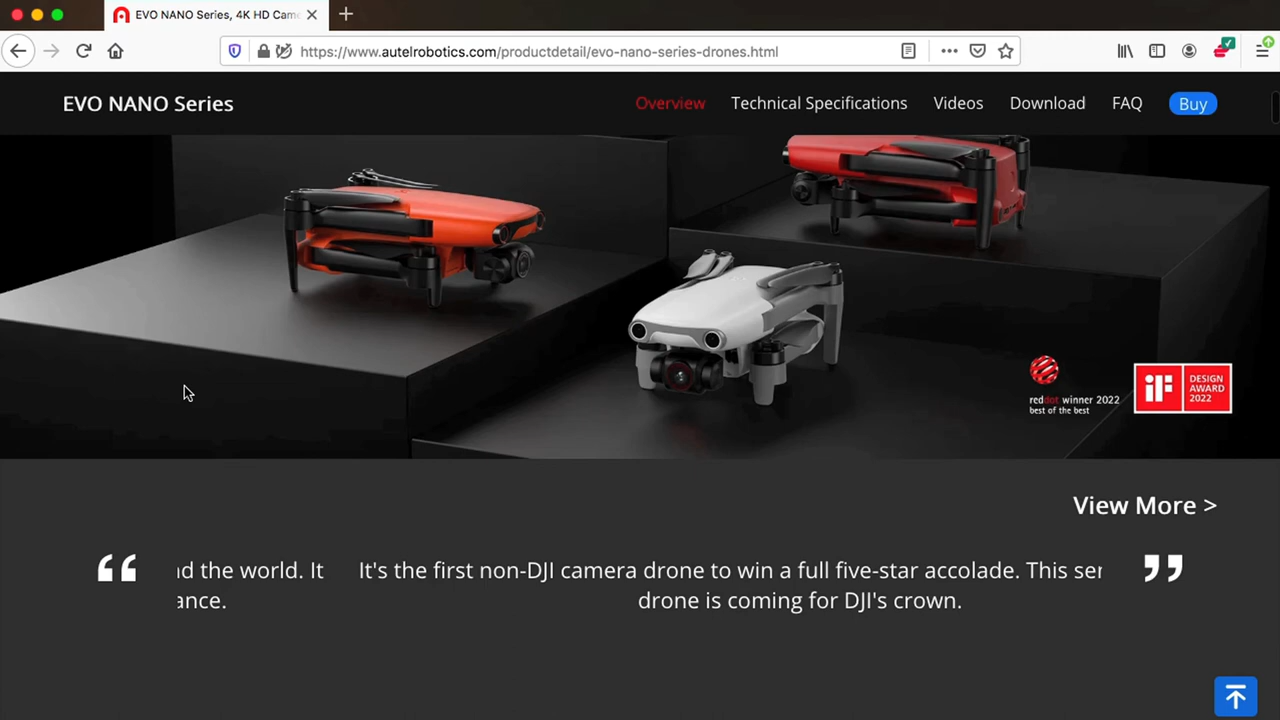 EVO NANO Series, 4K HD Cam
https://www.autelrobotics.com/productdetail/evo-nano-series-drones.html
EVO NANO Series
Overview
Technical Specifications
Videos
Download
FAQ
Buy
reddot winner 2022
best of the best
iF
DESIGN
AWARD
2022
View More >
“ nd the world. It
ance.
It's the first non-DJI camera drone to win a full five-star accolade. This ser ”
drone is coming for DJI's crown.